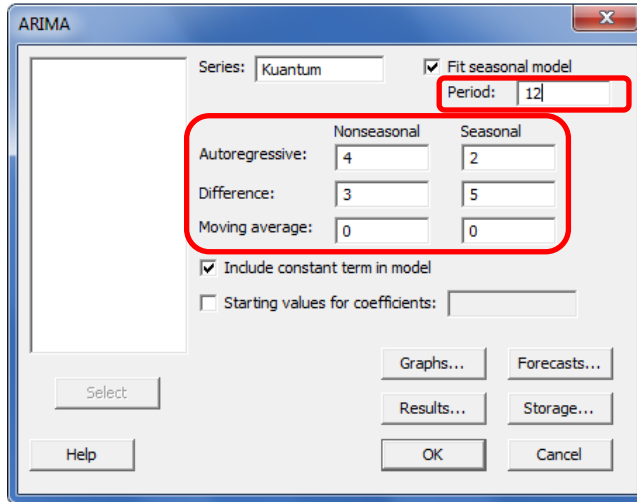 ARIMA
Series: Kuantum
Fit seasonal model
Period: 12
Nonseasonal Seasonal
Autoregressive: 4 2
Difference: 3 5
Moving average: 0 0
Include constant term in model
Starting values for coefficients:
Select
Graphs... Forecasts...
Results... Storage...
Help OK Cancel